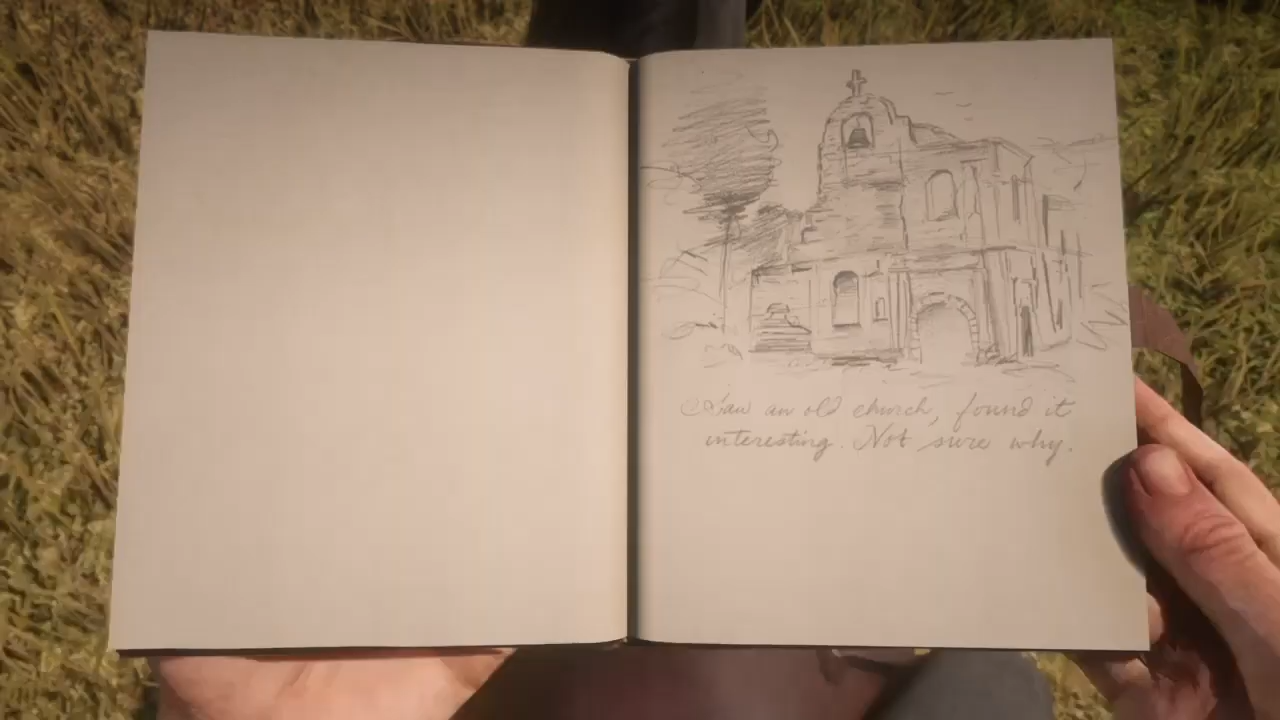 Saw an old church, found it
interesting. Not sure why.